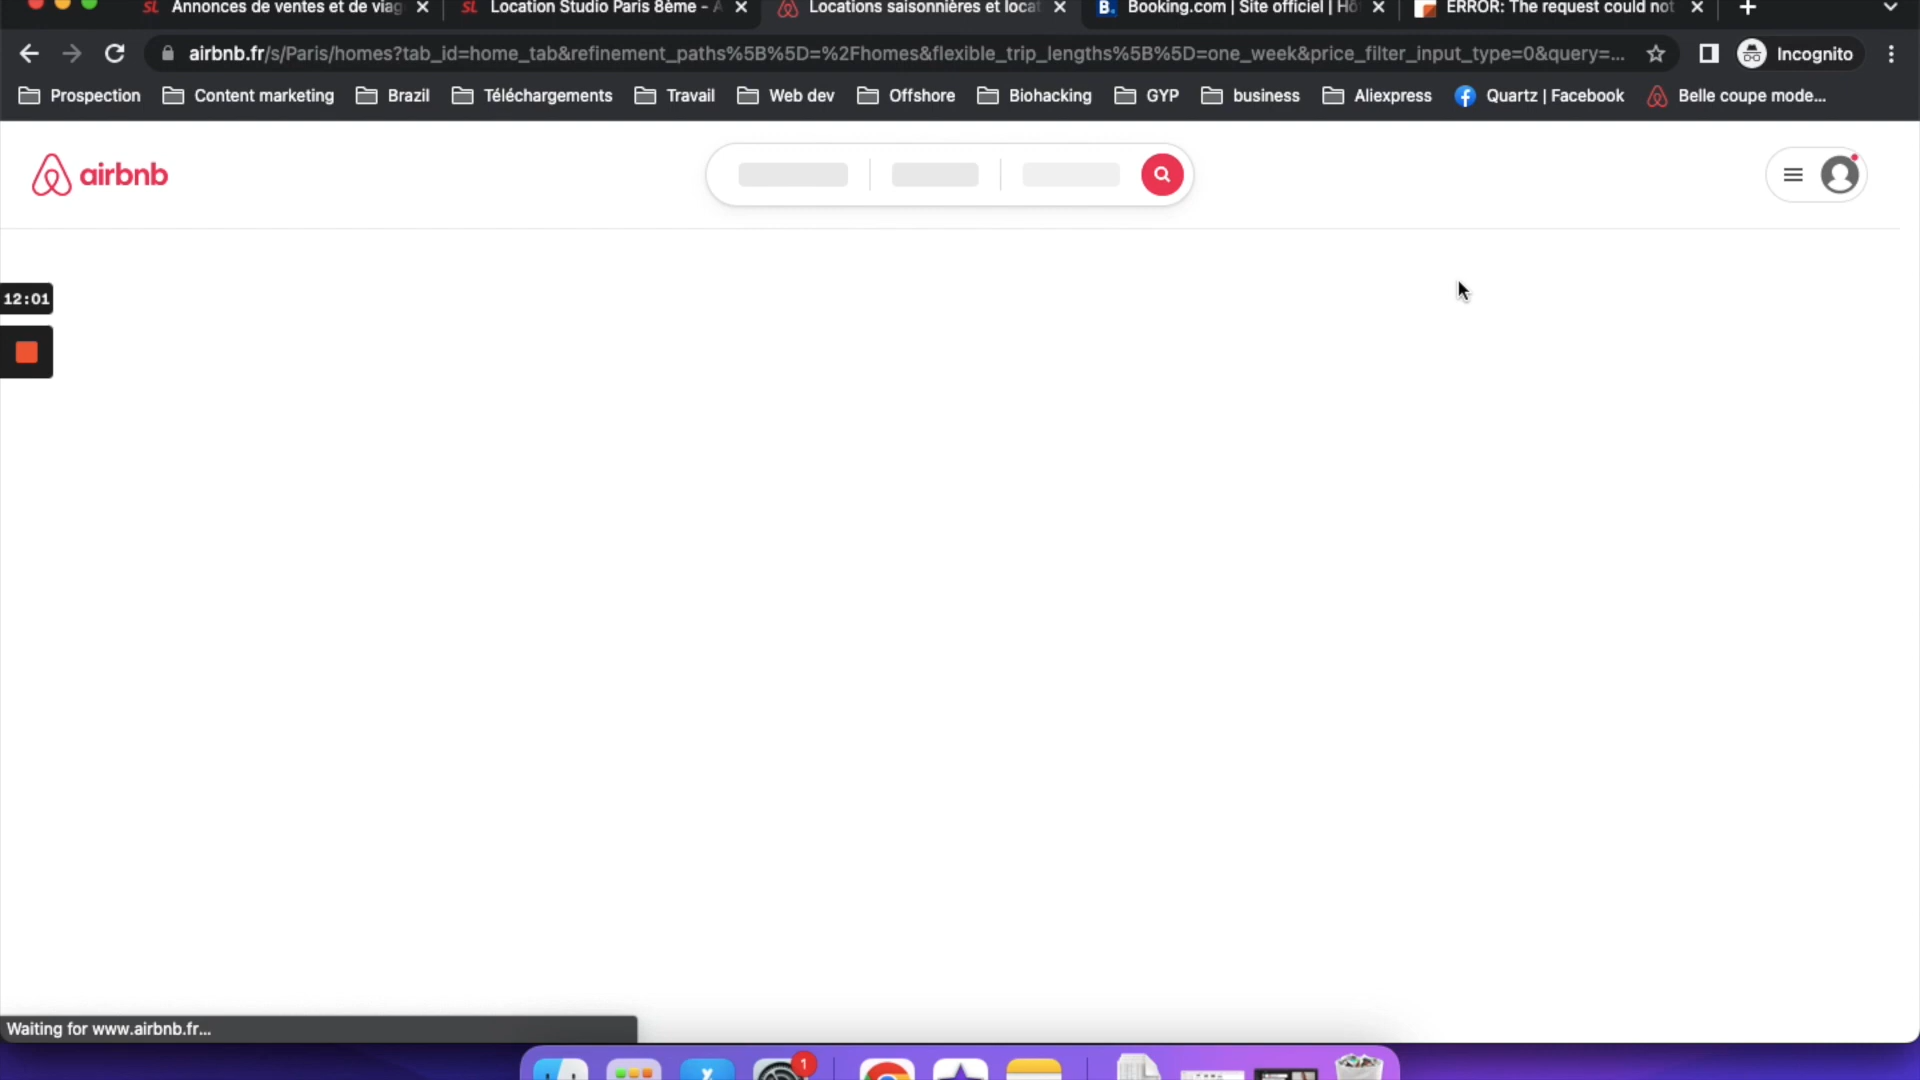 Annonces de ventes et de viag
Location Studio Paris 8ème - A
Locations saisonnières et locat
B. Booking.com | Site officiel | Hô
ERROR: The request could not
airbnb.fr/s/Paris/homes?tab_id=home_tab&refinement_paths%5B%5D=%2Fhomes&flexible_trip_lengths%5B%5D=one_week&price_filter_input_type=0&query=...
Incognito
Prospection
Content marketing
Brazil
Téléchargements
Travail
Web dev
Offshore
Biohacking
GYP
business
Aliexpress
Quartz | Facebook
Belle coupe mode...
airbnb
12:01
Waiting for www.airbnb.fr...
1